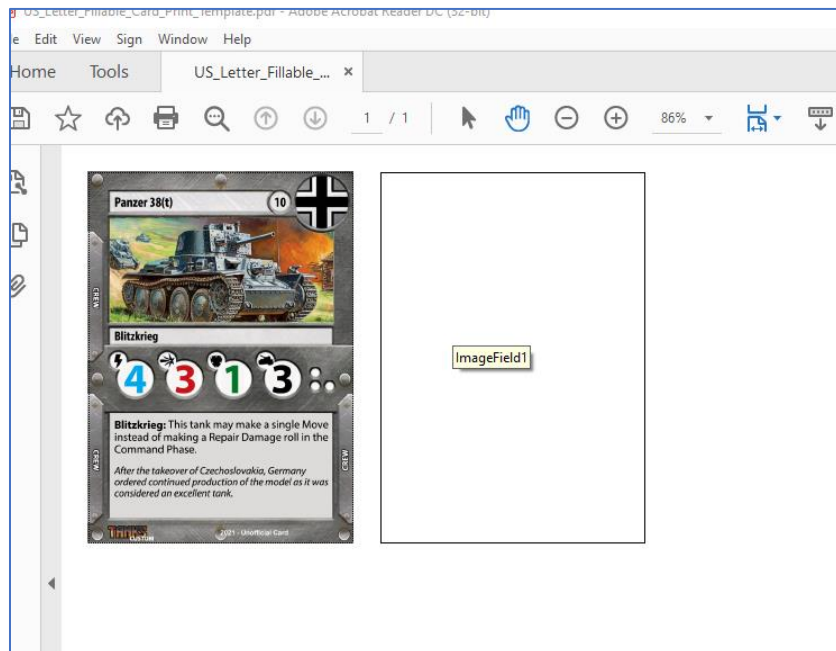 US_Letter_Fillable_Card_Print_Template.pdf - Adobe Acrobat Reader DC (32-bit)
e Edit View Sign Window Help
Home Tools US_Letter_Fillable_... ×
1 / 1 86%
Panzer 38(t) 10
CREW
Blitzkrieg
4 3 1 3
Blitzkrieg: This tank may make a single Move
instead of making a Repair Damage roll in the
Command Phase.
After the takeover of Czechoslovakia, Germany
ordered continued production of the model as it was
considered an excellent tank.
CREW
CREW
CUSTOM
2021 - Unofficial Card
ImageField1